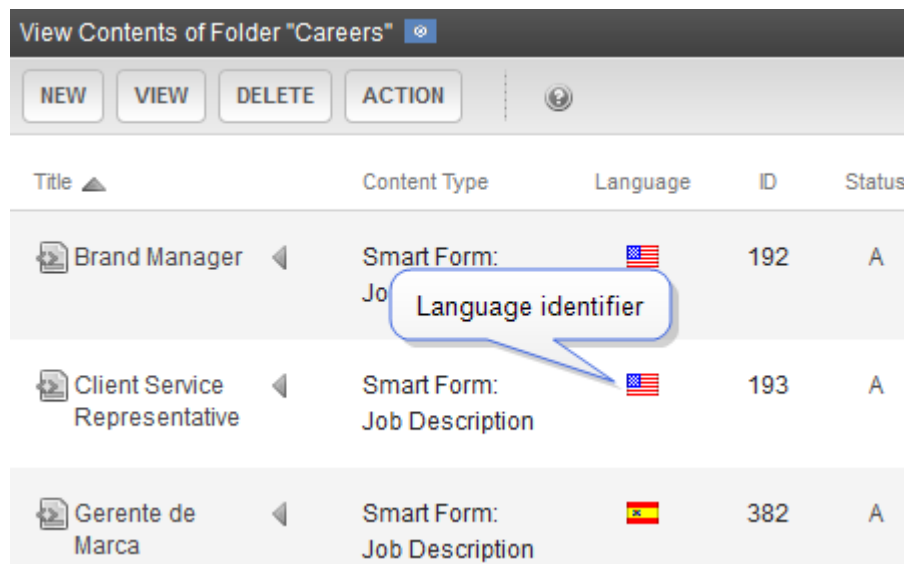 View Contents of Folder "Careers"
NEW VIEW DELETE ACTION
Title Content Type Language ID Status
Brand Manager Smart Form: 192 A
Jo
Language identifier
Client Service Smart Form: 193 A
Representative Job Description
Gerente de Smart Form: 382 A
Marca Job Description